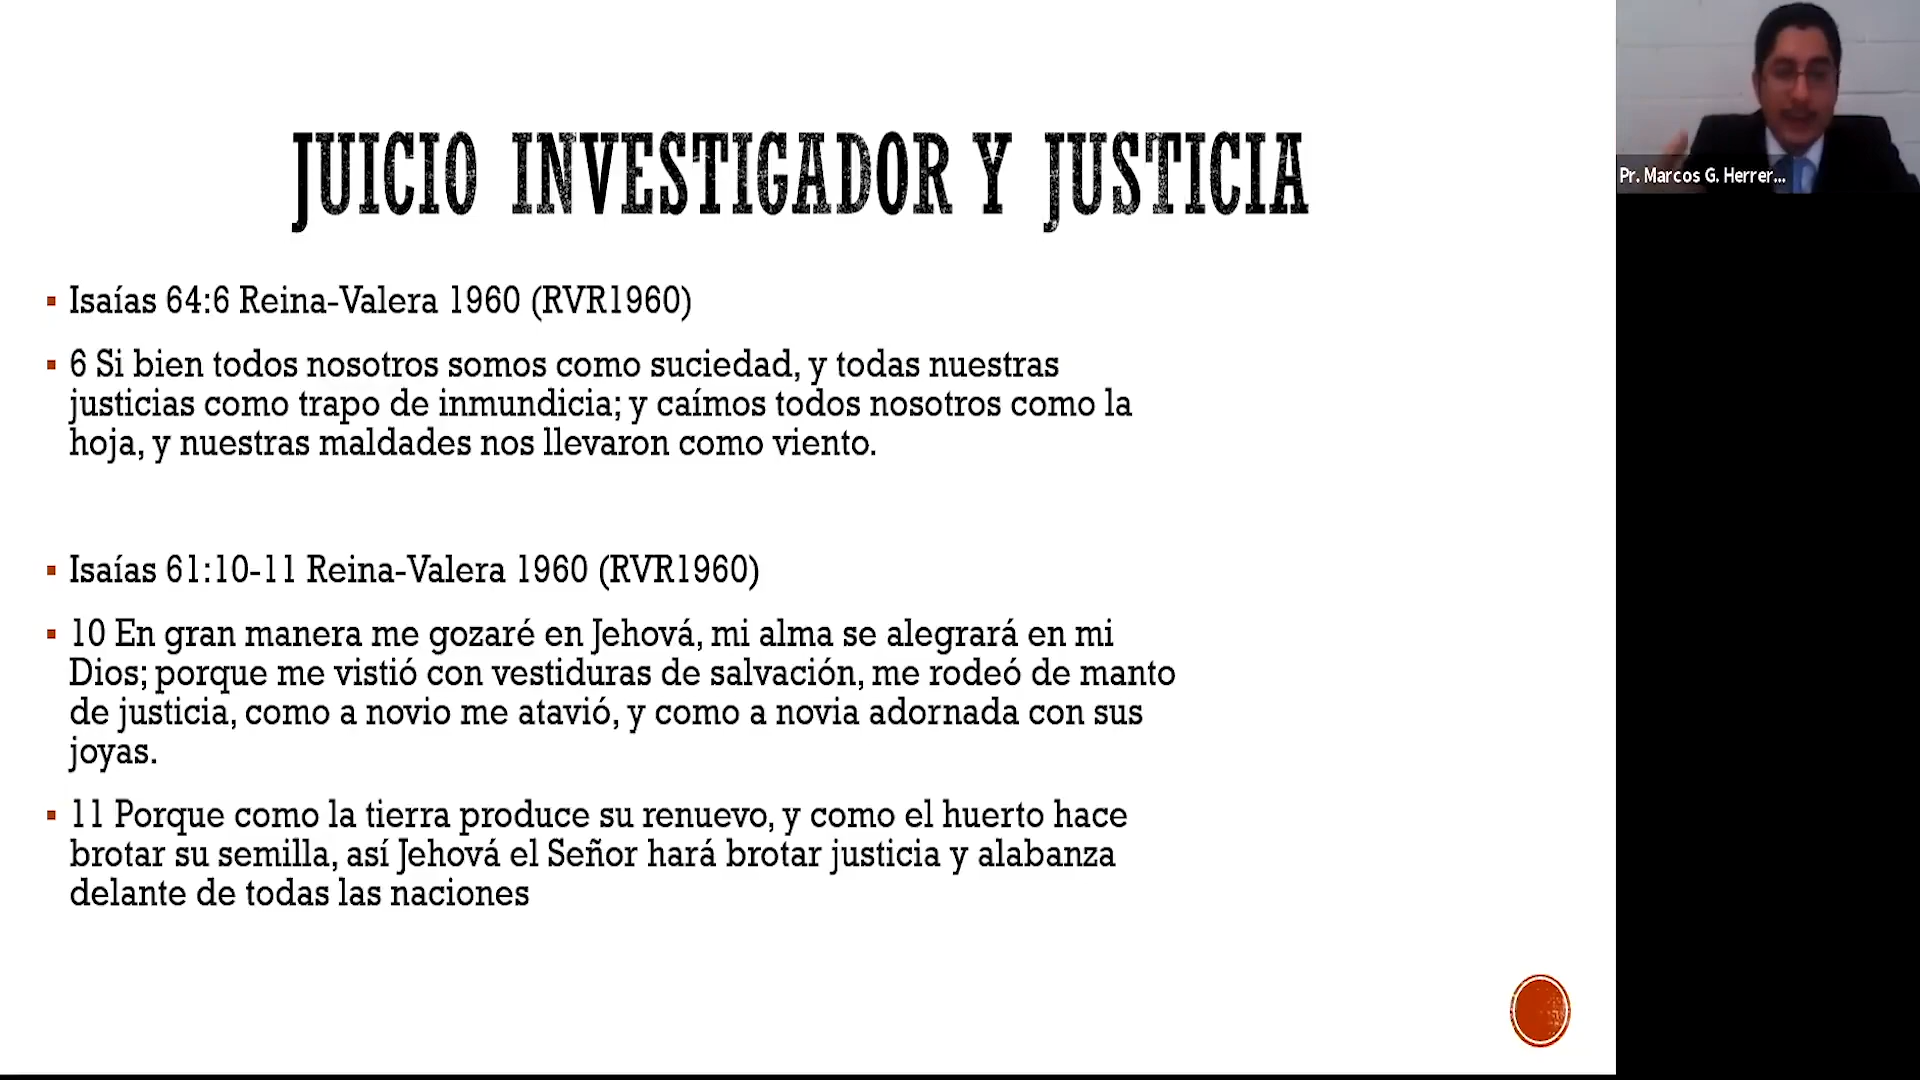 JUICIO INVESTIGADOR Y JUSTICIA
Isaías 64:6 Reina-Valera 1960 (RVR1960)
6 Si bien todos nosotros somos como suciedad, y todas nuestras
justicias como trapo de inmundicia; y caímos todos nosotros como la
hoja, y nuestras maldades nos llevaron como viento.
Isaías 61:10-11 Reina-Valera 1960 (RVR1960)
10 En gran manera me gozaré en Jehová, mi alma se alegrará en mi
Dios; porque me vistió con vestiduras de salvación, me rodeó de manto
de justicia, como a novio me atavió, y como a novia adornada con sus
joyas.
11 Porque como la tierra produce su renuevo, y como el huerto hace
brotar su semilla, así Jehová el Señor hará brotar justicia y alabanza
delante de todas las naciones
Pr. Marcos G. Herrer...